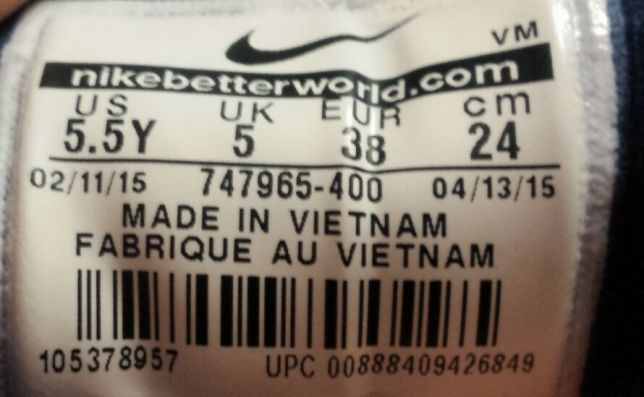 VM
nikebetterworld.com
US UK EUR cm
5.5Y 5 38 24
02/11/15 747965-400 04/13/15
MADE IN VIETNAM
FABRIQUE AU VIETNAM
105378957 UPC 00888409426849